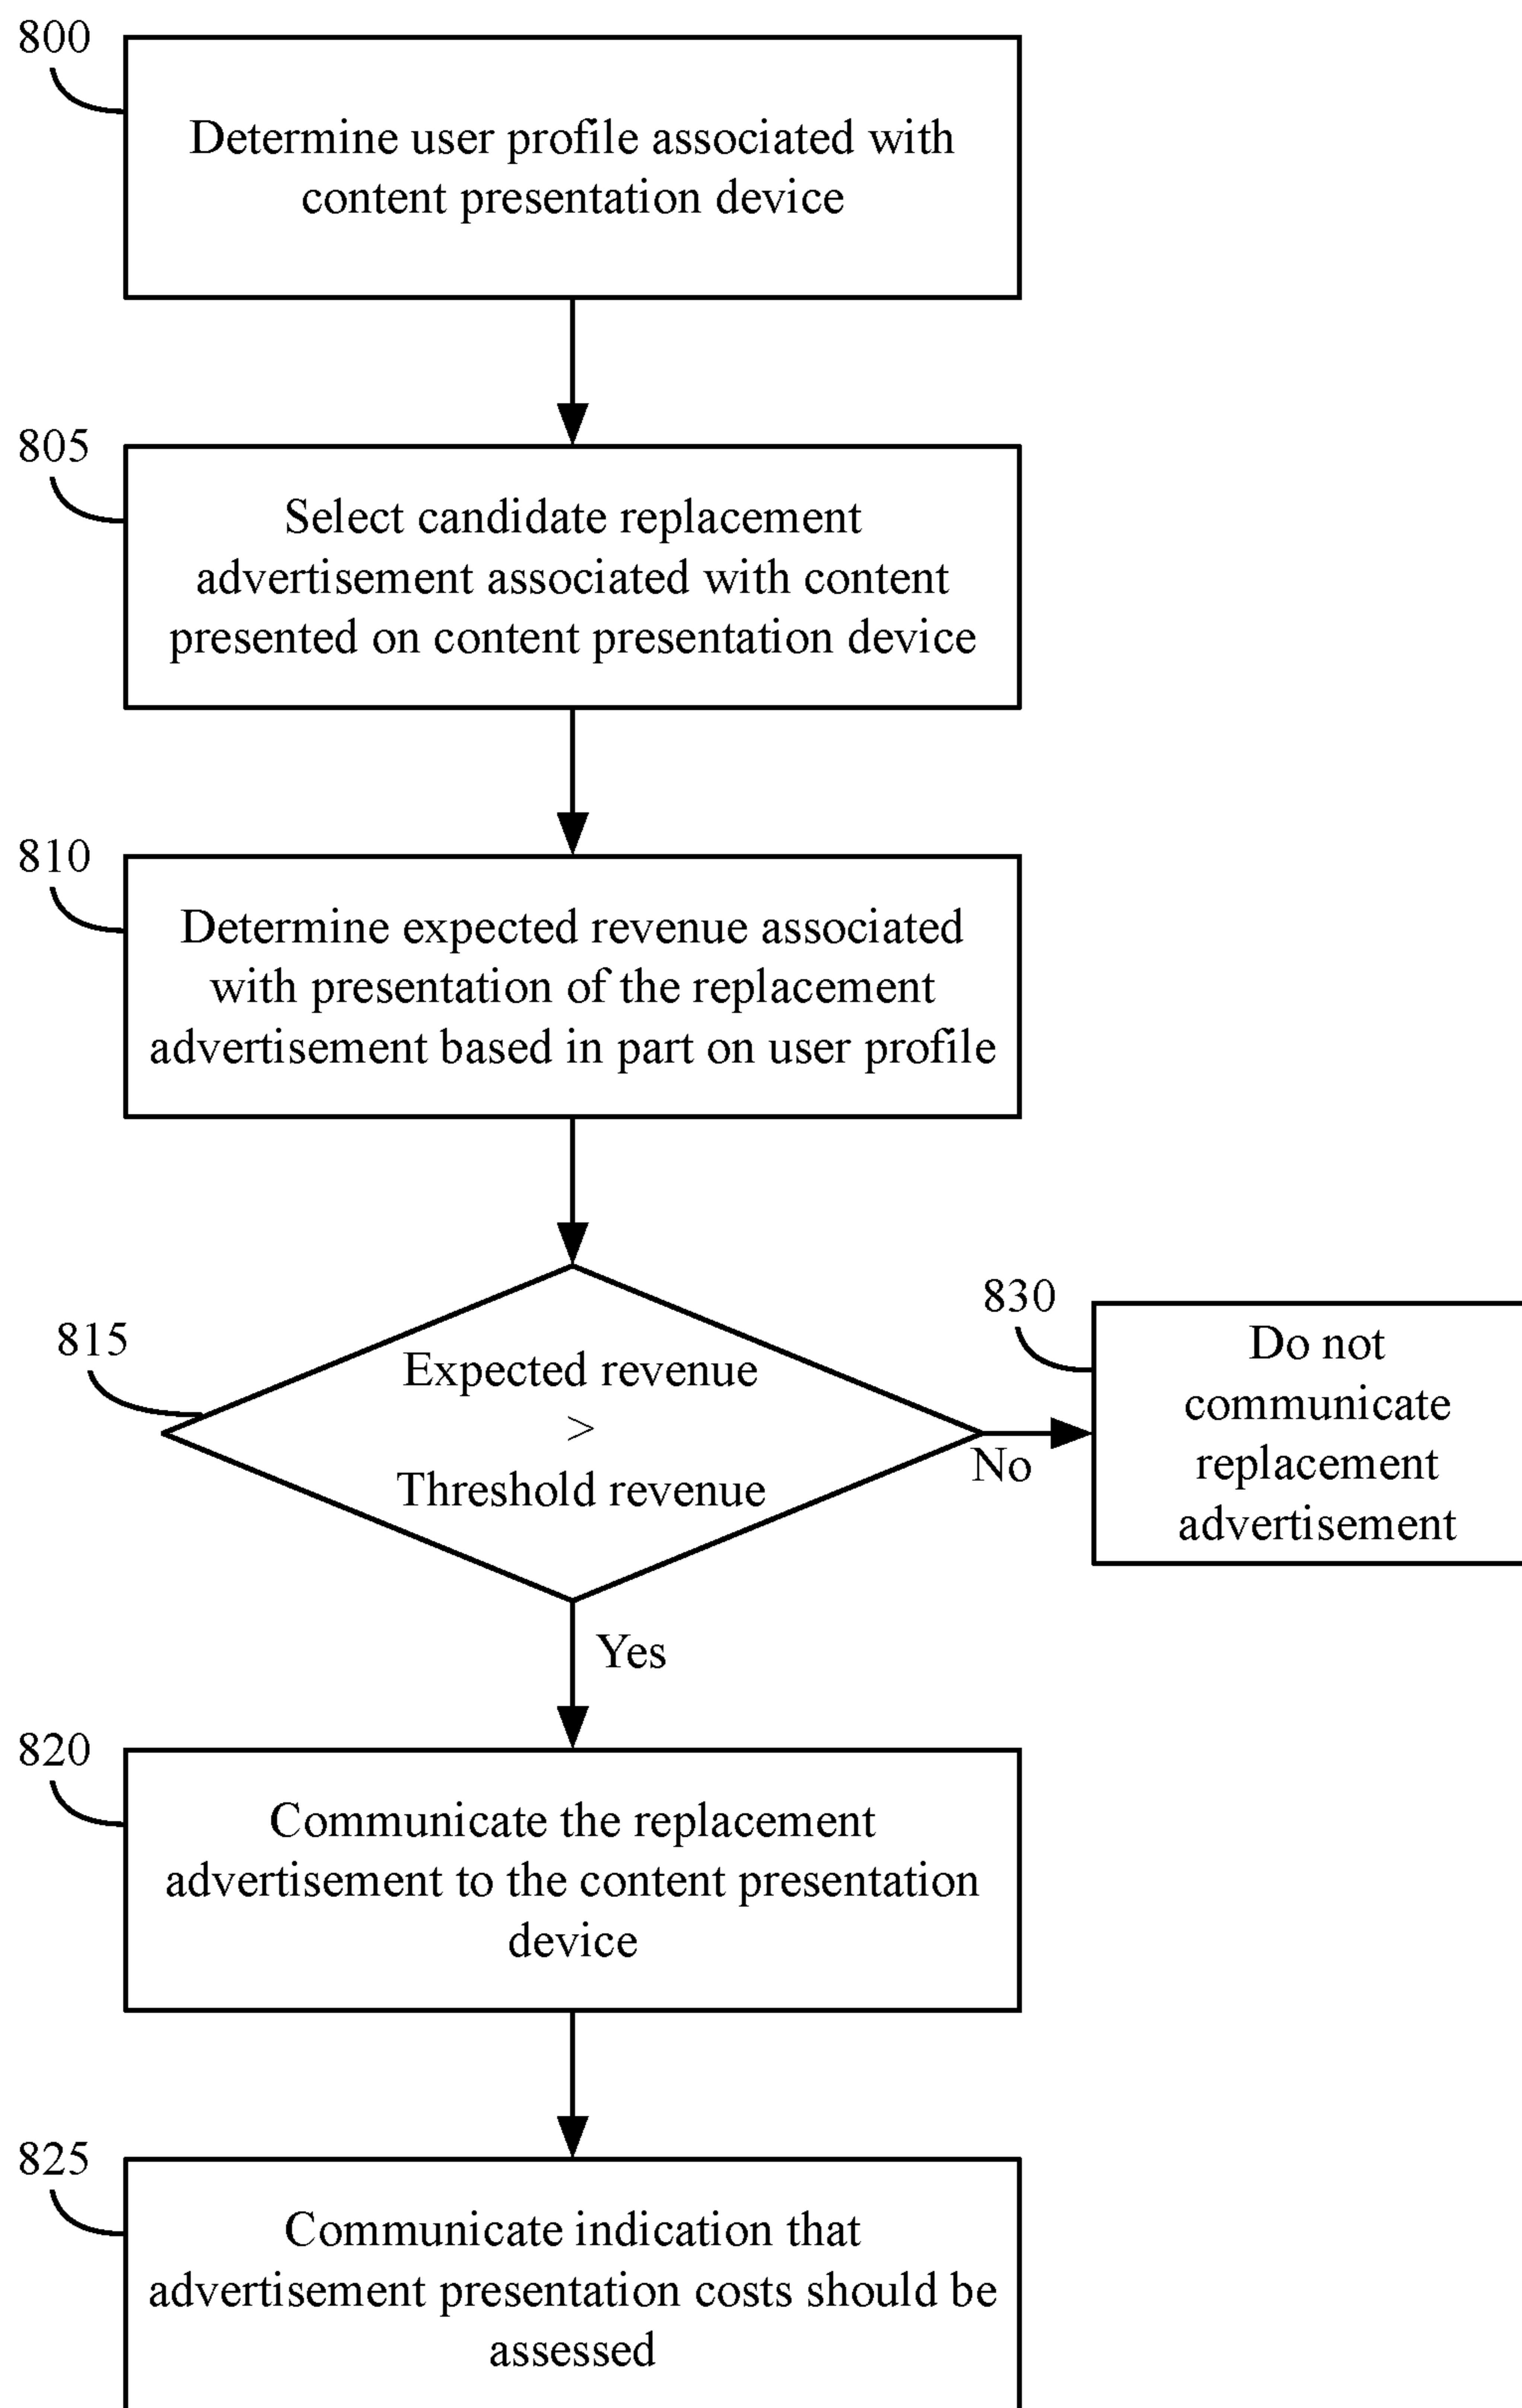 800
Determine user profile associated with
content presentation device
805
Select candidate replacement
advertisement associated with content
presented on content presentation device
810
Determine expected revenue associated
with presentation of the replacement
advertisement based in part on user profile
815
Expected revenue
>
Threshold revenue
No
830
Do not
communicate
replacement
advertisement
Yes
820
Communicate the replacement
advertisement to the content presentation
device
825
Communicate indication that
advertisement presentation costs should be
assessed